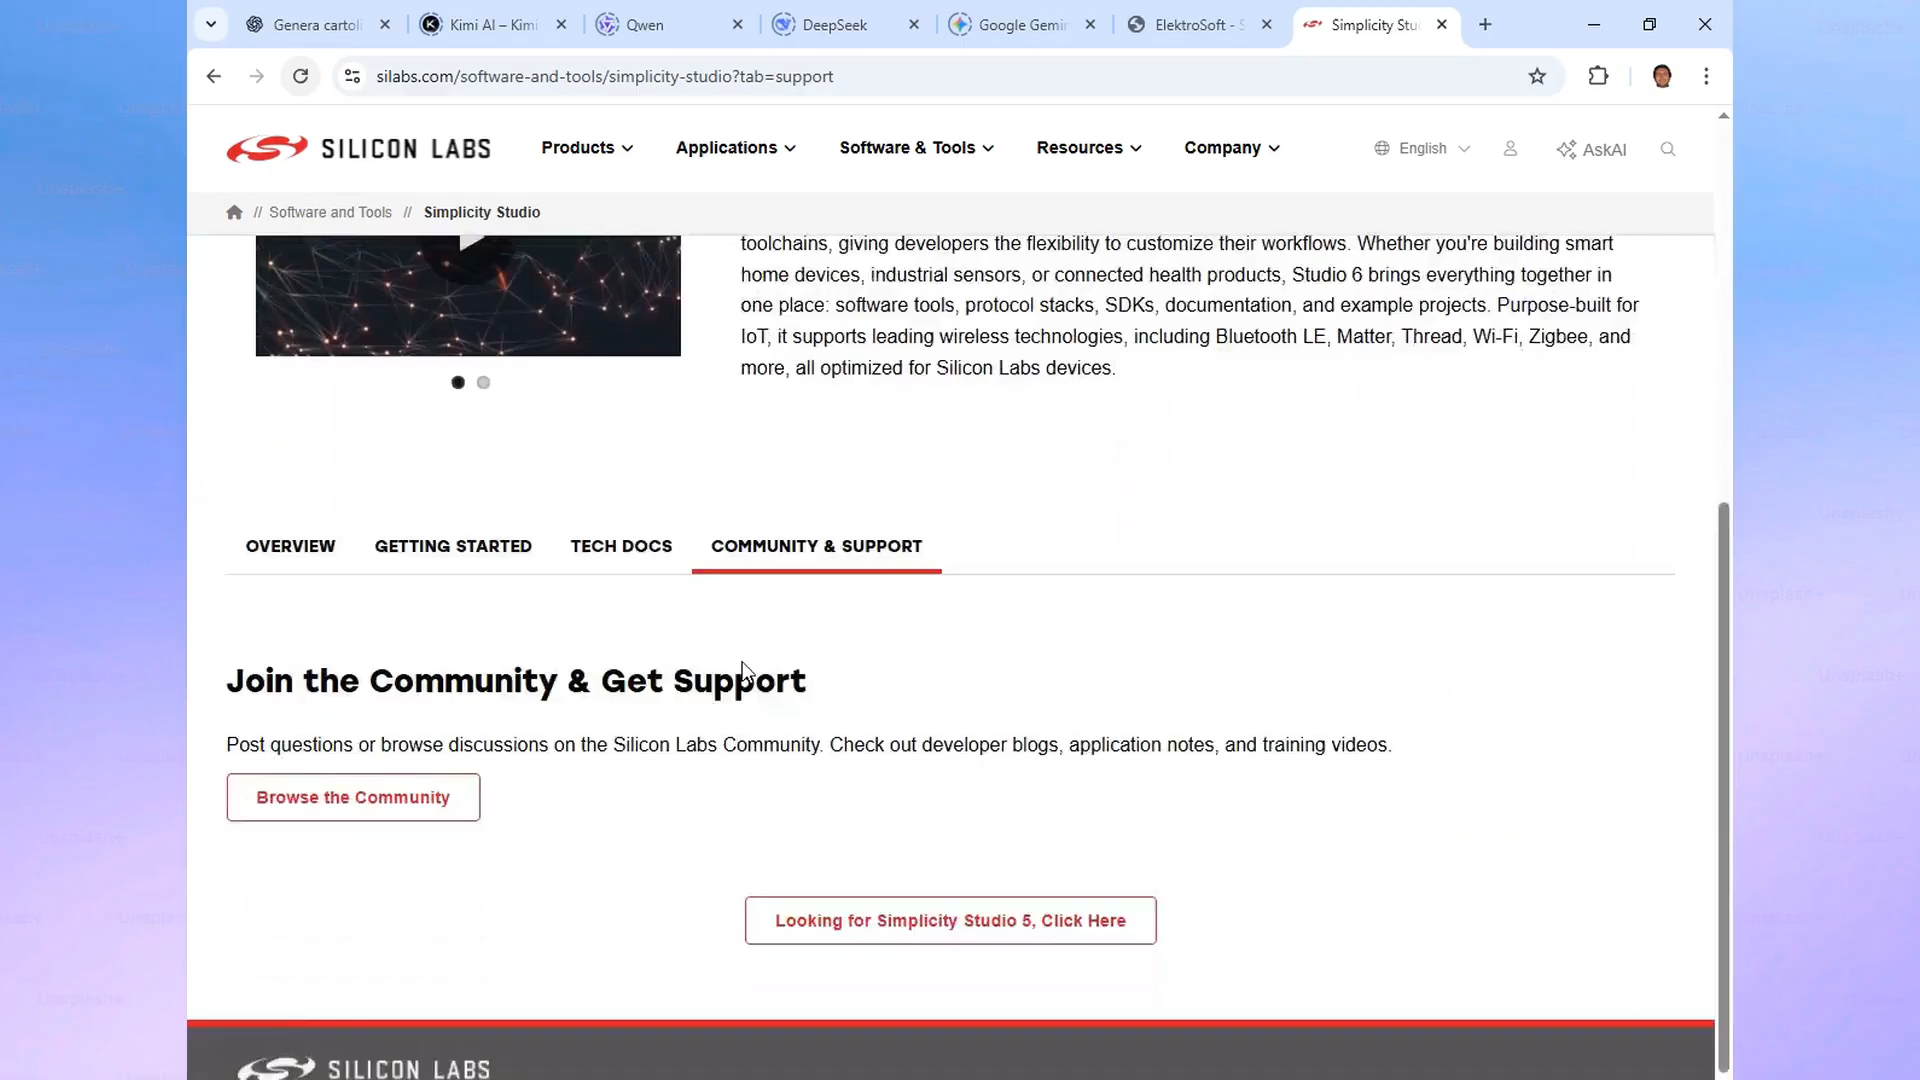 Genera cartoli
Kimi AI – Kimi
Qwen
DeepSeek
Google Gemin
ElektroSoft - S
Simplicity Stu
silabs.com/software-and-tools/simplicity-studio?tab=support
SILICON LABS
Products
Applications
Software & Tools
Resources
Company
English
AskAI
// Software and Tools // Simplicity Studio
toolchains, giving developers the flexibility to customize their workflows. Whether you're building smart
home devices, industrial sensors, or connected health products, Studio 6 brings everything together in
one place: software tools, protocol stacks, SDKs, documentation, and example projects. Purpose-built for
IoT, it supports leading wireless technologies, including Bluetooth LE, Matter, Thread, Wi-Fi, Zigbee, and
more, all optimized for Silicon Labs devices.
OVERVIEW
GETTING STARTED
TECH DOCS
COMMUNITY & SUPPORT
Join the Community & Get Support
Post questions or browse discussions on the Silicon Labs Community. Check out developer blogs, application notes, and training videos.
Browse the Community
Looking for Simplicity Studio 5, Click Here
SILICON LABS